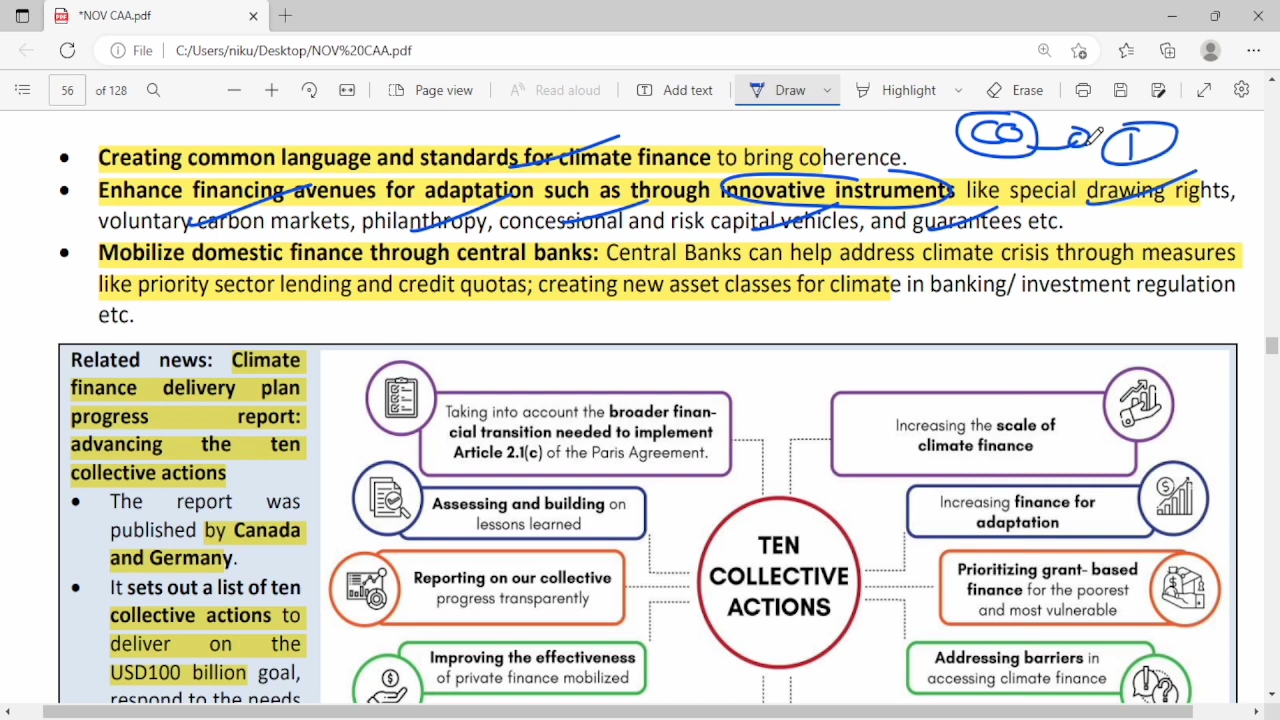 *NOV CAA.pdf
File
C:/Users/niku/Desktop/NOV%20CAA.pdf
56 of 128
Page view
Read aloud
Add text
Draw
Highlight
Erase
• Creating common language and standards for climate finance to bring coherence.
• Enhance financing avenues for adaptation such as through innovative instruments like special drawing rights,
voluntary carbon markets, philanthropy, concessional and risk capital vehicles, and guarantees etc.
• Mobilize domestic finance through central banks: Central Banks can help address climate crisis through measures
like priority sector lending and credit quotas; creating new asset classes for climate in banking/ investment regulation
etc.
Related news: Climate
finance delivery plan
progress report:
advancing the ten
collective actions
• The report was
published by Canada
and Germany.
• It sets out a list of ten
collective actions to
deliver on the
USD100 billion goal,
respond to the needs
Taking into account the broader finan-
cial transition needed to implement
Article 2.1(c) of the Paris Agreement.
Assessing and building on
lessons learned
Reporting on our collective
progress transparently
Improving the effectiveness
of private finance mobilized
TEN
COLLECTIVE
ACTIONS
Increasing the scale of
climate finance
Increasing finance for
adaptation
Prioritizing grant- based
finance for the poorest
and most vulnerable
Addressing barriers in
accessing climate finance